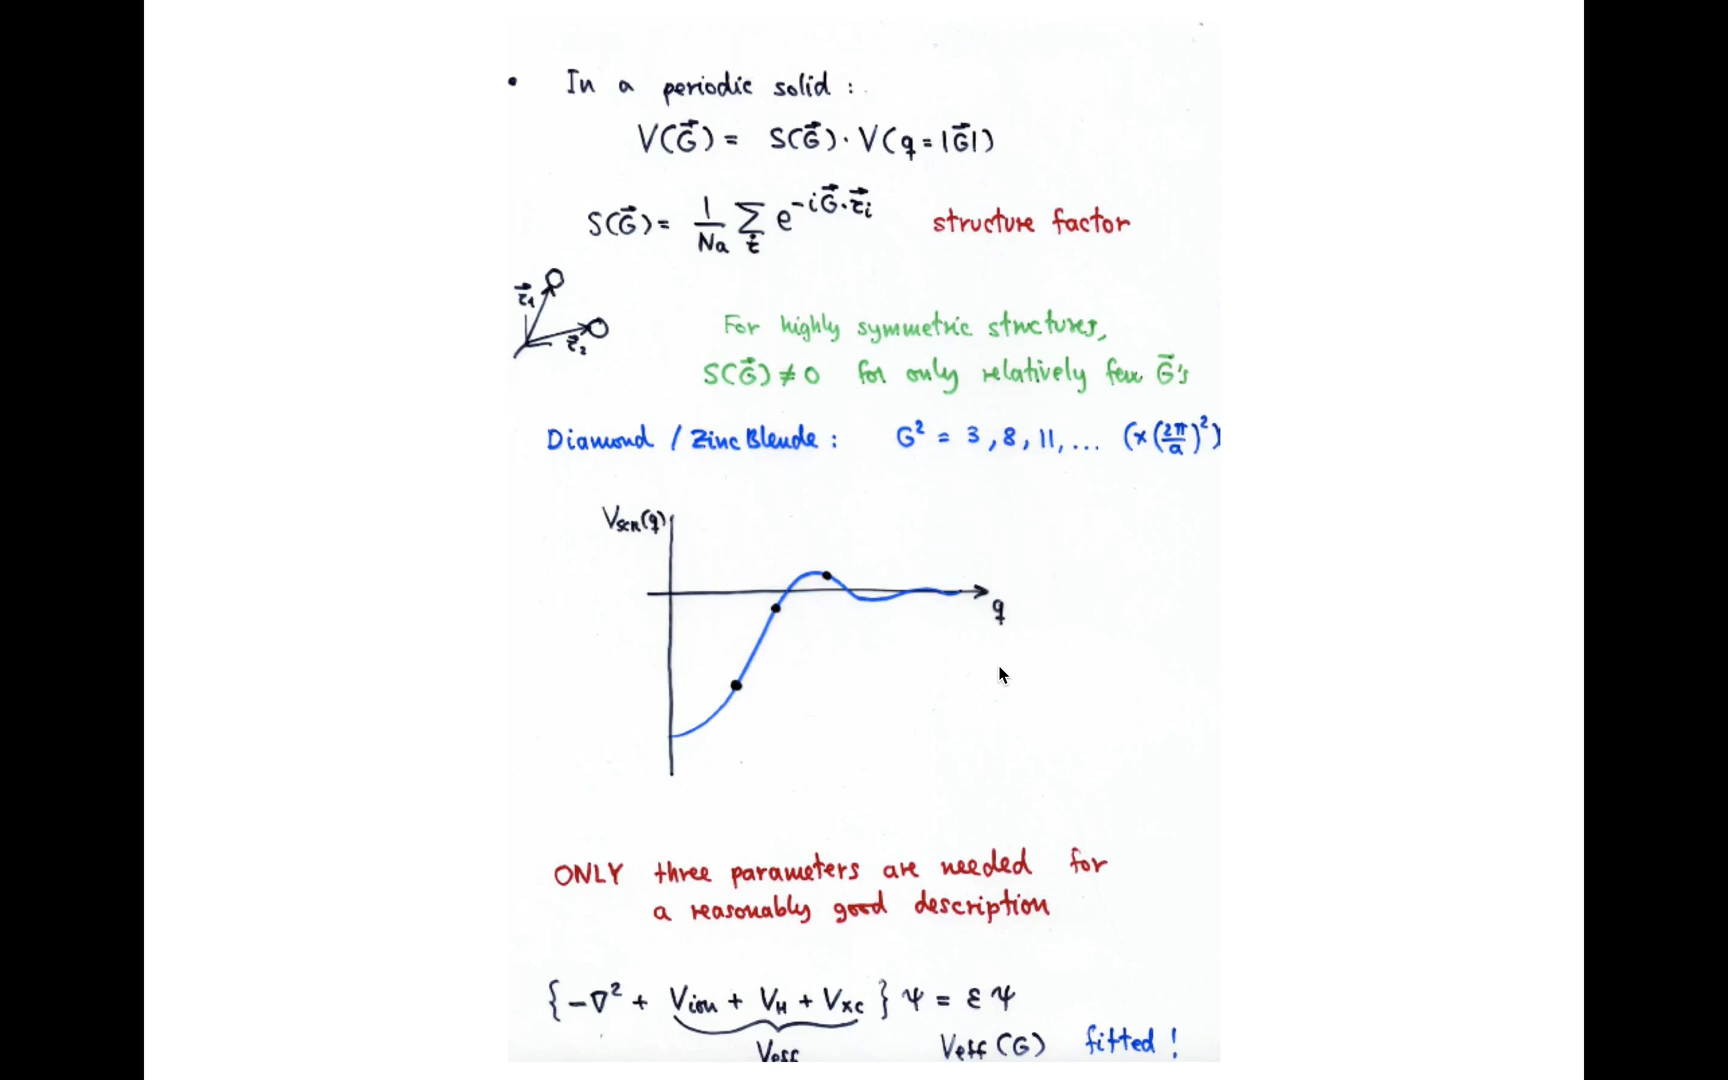 • In a periodic solid :
V(G⃗) = S(G⃗) · V(q = |G⃗|)
S(G⃗) = 1/Na ∑i e^(-iG⃗·τ⃗i) structure factor
τ⃗1
τ⃗2
For highly symmetric structures,
S(G⃗) ≠ 0 for only relatively few G⃗'s
Diamond / Zinc Blende : G² = 3 , 8 , 11, ... (x(2π/a)²)
Vscr(q)
q
ONLY three parameters are needed for
a reasonably good description
{-∇² + Vion + VH + Vxc } Ψ = ε Ψ
Veff Veff (G) fitted !